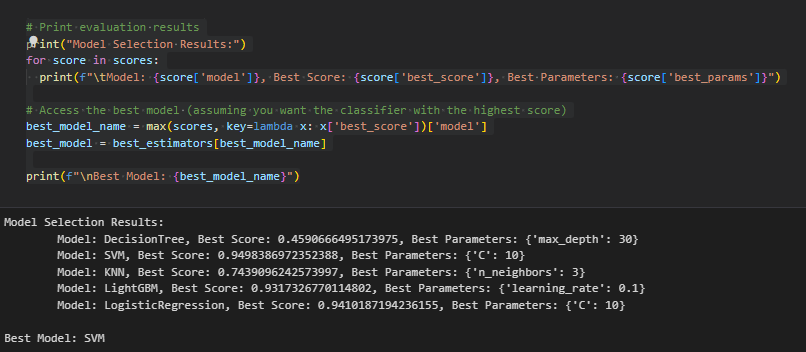 # Print evaluation results
print("Model Selection Results:")
for score in scores:
  print(f"\tModel: {score['model']}, Best Score: {score['best_score']}, Best Parameters: {score['best_params']}")
# Access the best model (assuming you want the classifier with the highest score)
best_model_name = max(scores, key=lambda x: x['best_score'])['model']
best_model = best_estimators[best_model_name]
print(f"\nBest Model: {best_model_name}")
Model Selection Results:
        Model: DecisionTree, Best Score: 0.4590666495173975, Best Parameters: {'max_depth': 30}
        Model: SVM, Best Score: 0.9498386972352388, Best Parameters: {'C': 10}
        Model: KNN, Best Score: 0.7439096242573997, Best Parameters: {'n_neighbors': 3}
        Model: LightGBM, Best Score: 0.9317326770114802, Best Parameters: {'learning_rate': 0.1}
        Model: LogisticRegression, Best Score: 0.9410187194236155, Best Parameters: {'C': 10}
Best Model: SVM